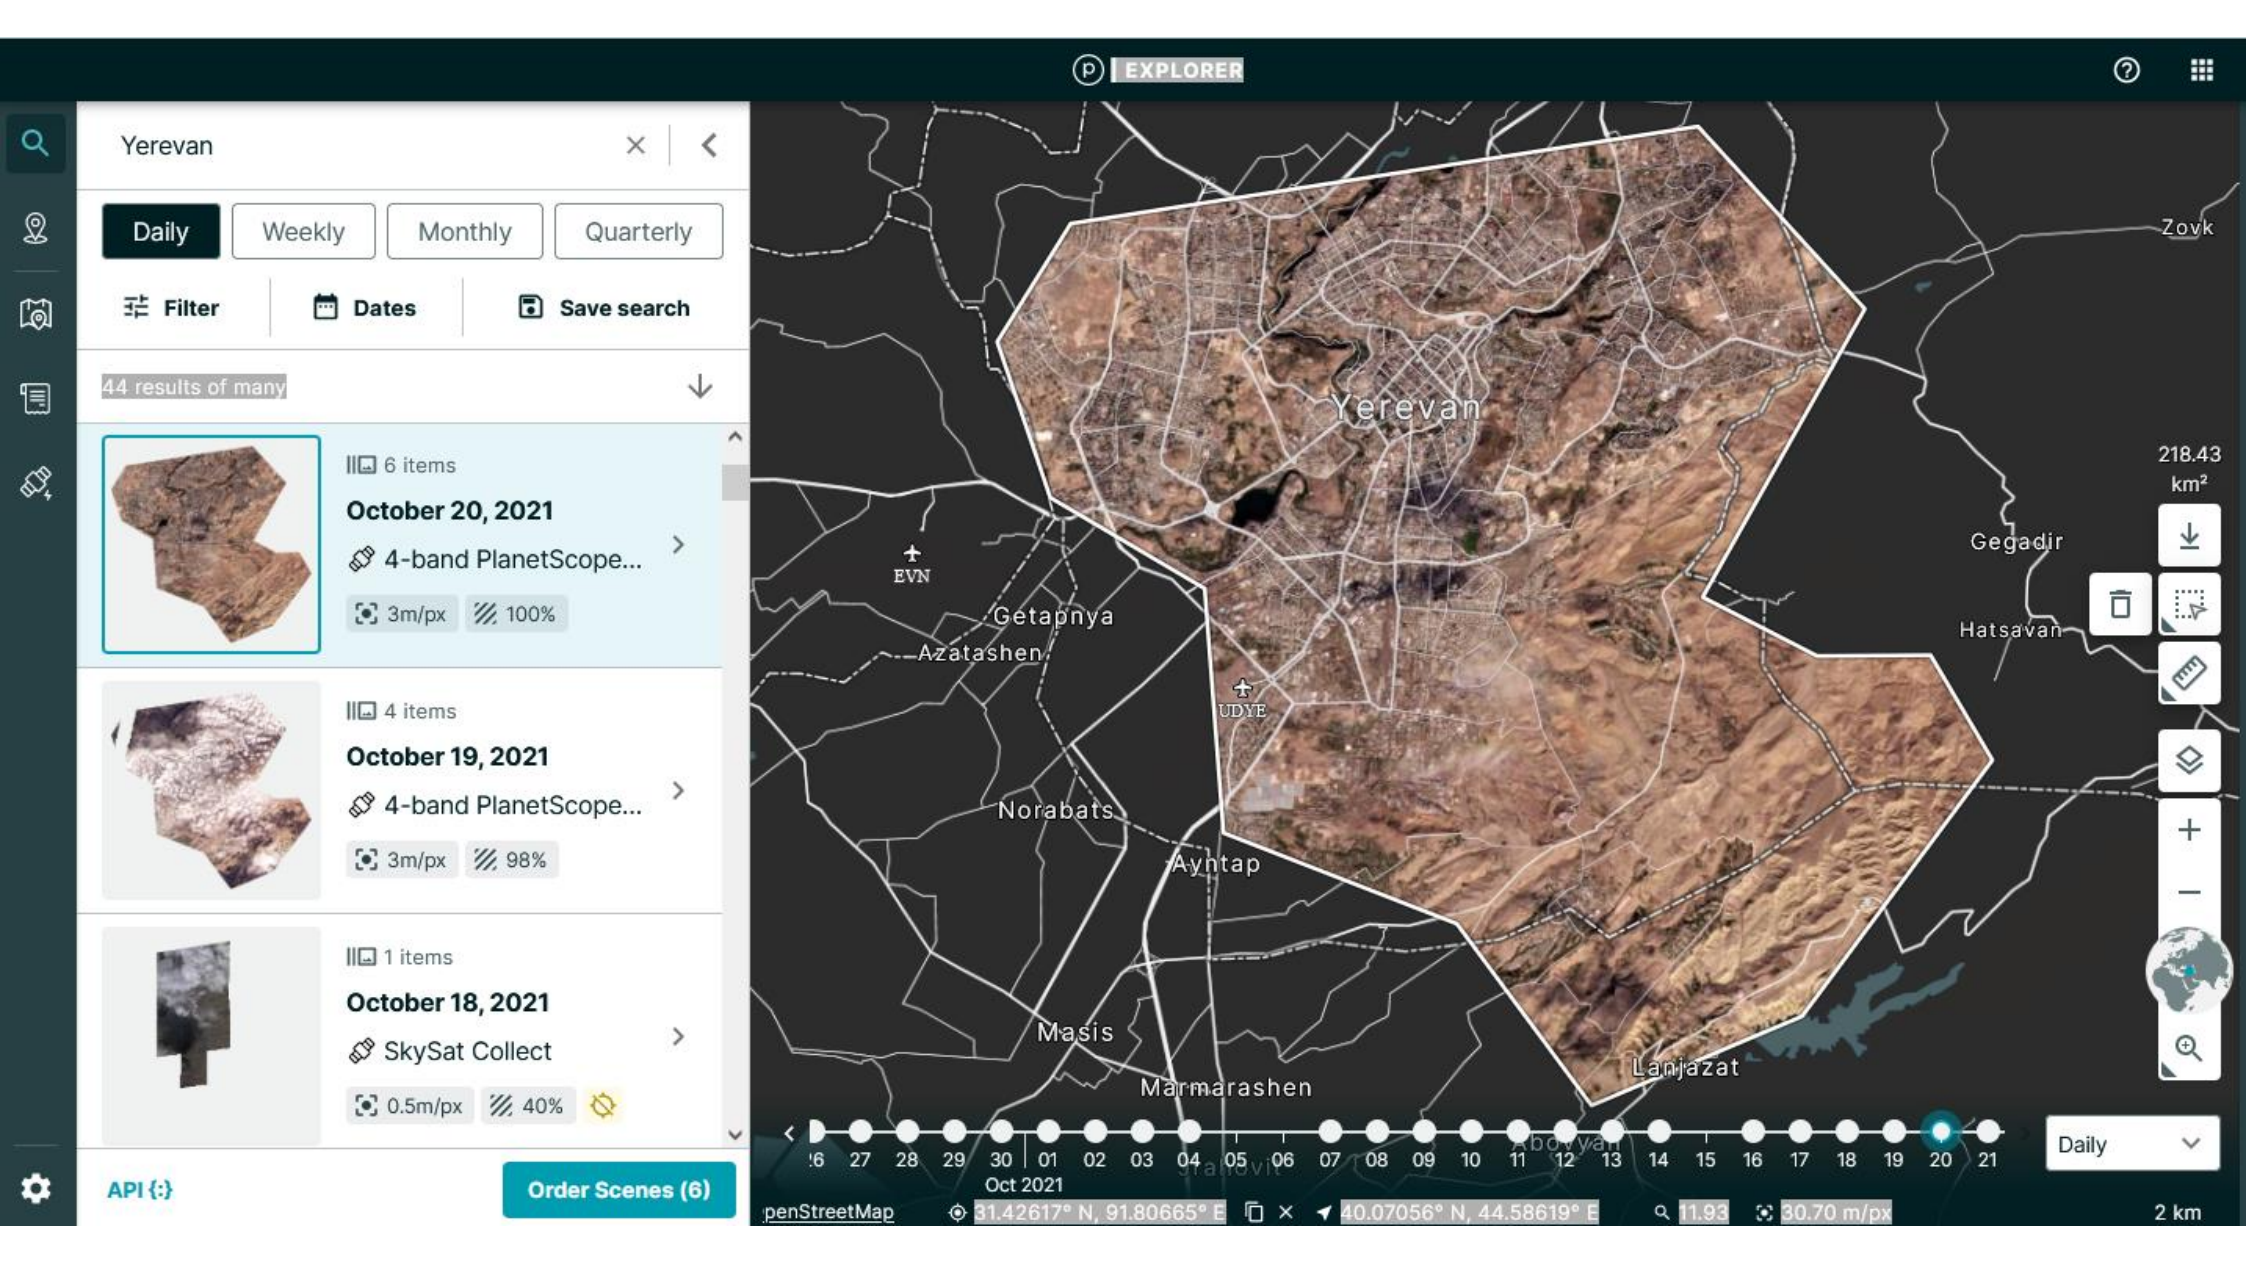 EXPLORER
Yerevan
Daily
Weekly
Monthly
Quarterly
Filter
Dates
Save search
44 results of many
6 items
October 20, 2021
4-band PlanetScope...
3m/px
100%
4 items
October 19, 2021
4-band PlanetScope...
3m/px
98%
1 items
October 18, 2021
SkySat Collect
0.5m/px
40%
API {:}
Order Scenes (6)
Zovk
Yerevan
218.43
km²
Gegadir
EVN
Getapnya
Hatsavan
Azatashen
UDYE
Norabats
Ayntap
Masis
Lanjazat
Marmarashen
Abovyan
27 28 29 30 01 02 03 04 05 06 07 08 09 10 11 12 13 14 15 16 17 18 19 20 21
Oct 2021
Daily
penStreetMap
31.42617° N, 91.80665° E
40.07056° N, 44.58619° E
11.93
30.70 m/px
2 km